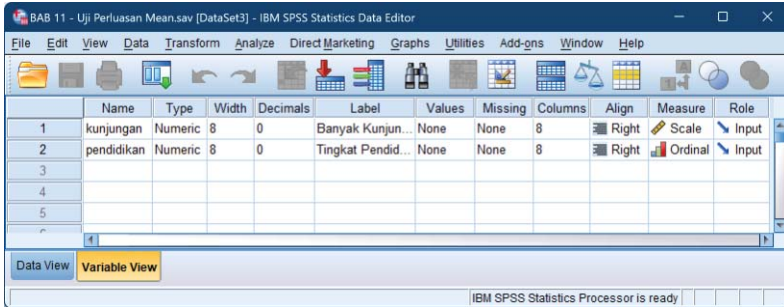 BAB 11 - Uji Perluasan Mean.sav [DataSet3] - IBM SPSS Statistics Data Editor
File Edit View Data Transform Analyze Direct Marketing Graphs Utilities Add-ons Window Help
Name Type Width Decimals Label Values Missing Columns Align Measure Role
1 kunjungan Numeric 8 0 Banyak Kunjun... None None 8 Right Scale Input
2 pendidikan Numeric 8 0 Tingkat Pendid... None None 8 Right Ordinal Input
3
4
5
Data View Variable View
IBM SPSS Statistics Processor is ready